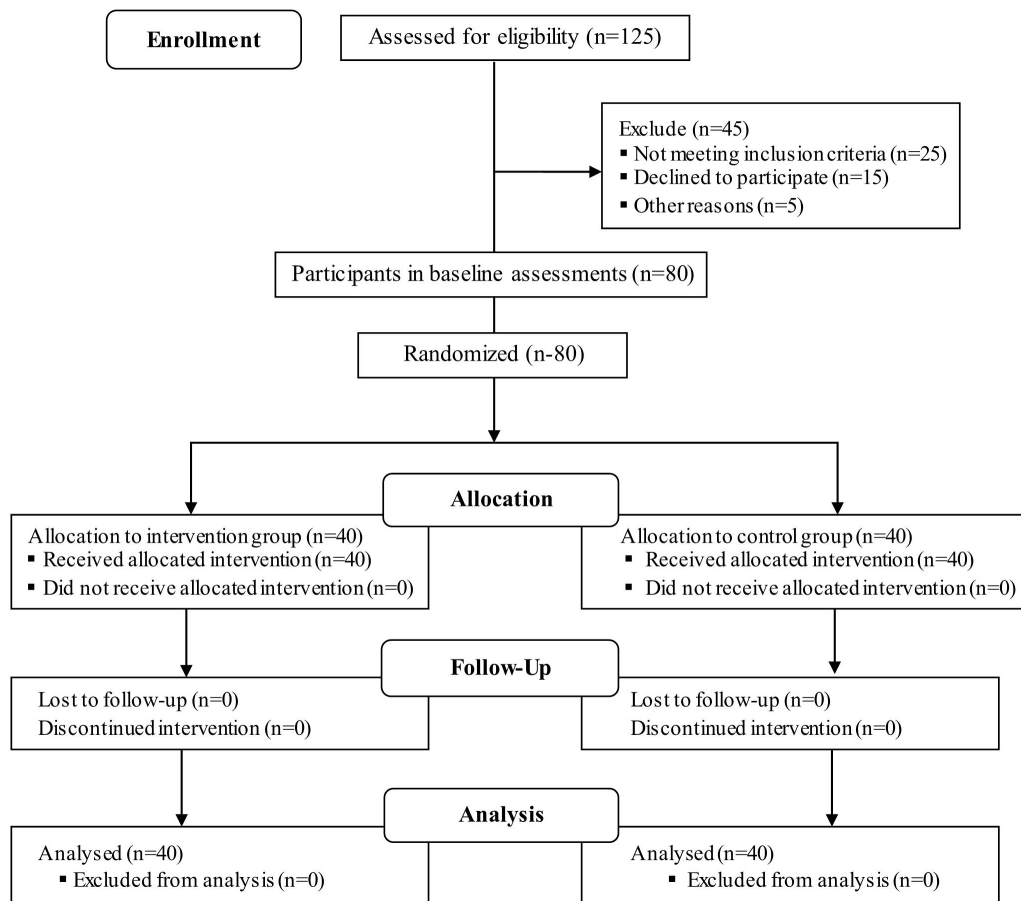 Enrollment
Assessed for eligibility (n=125)
Exclude (n=45)
▪ Not meeting inclusion criteria (n=25)
▪ Declined to participate (n=15)
▪ Other reasons (n=5)
Participants in baseline assessments (n=80)
Randomized (n-80)
Allocation
Allocation to intervention group (n=40)
▪ Received allocated intervention (n=40)
▪ Did not receive allocated intervention (n=0)
Allocation to control group (n=40)
▪ Received allocated intervention (n=40)
▪ Did not receive allocated intervention (n=0)
Follow-Up
Lost to follow-up (n=0)
Discontinued intervention (n=0)
Lost to follow-up (n=0)
Discontinued intervention (n=0)
Analysis
Analysed (n=40)
▪ Excluded from analysis (n=0)
Analysed (n=40)
▪ Excluded from analysis (n=0)